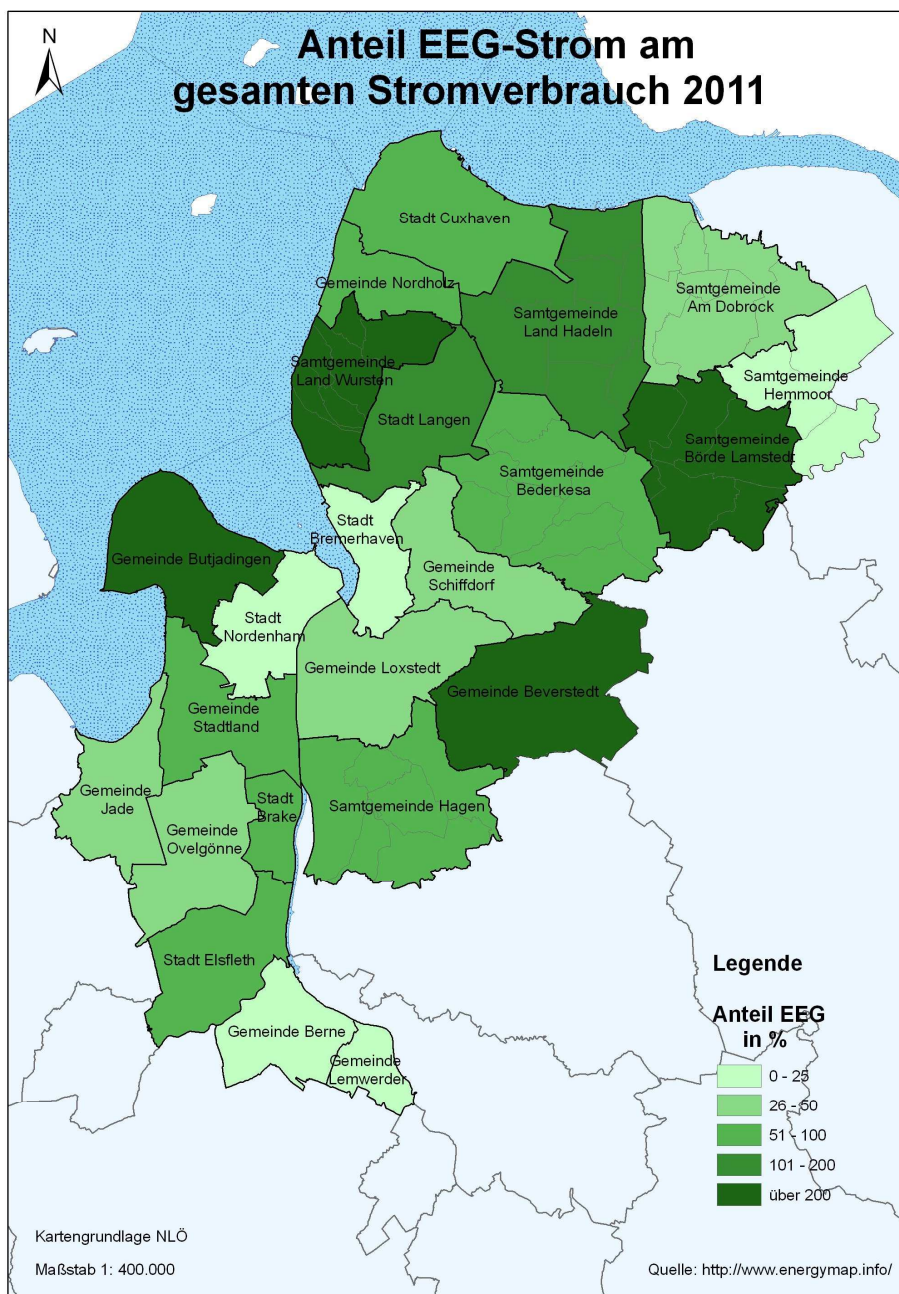 N
Anteil EEG-Strom am
gesamten Stromverbrauch 2011
Stadt Cuxhaven
Gemeinde Nordholz
Samtgemeinde
Land Hadeln
Samtgemeinde
Am Dobrock
Samtgemeinde
Land Wursten
Samtgemeinde
Hemmoor
Stadt Langen
Samtgemeinde
Börde Lamstedt
Samtgemeinde
Bederkesa
Stadt
Bremerhaven
Gemeinde Butjadingen
Gemeinde
Schiffdorf
Stadt
Nordenham
Gemeinde Loxstedt
Gemeinde Beverstedt
Gemeinde
Stadtland
Gemeinde
Jade
Stadt
Brake
Samtgemeinde Hagen
Gemeinde
Ovelgönne
Stadt Elsfleth
Gemeinde Berne
Gemeinde
Lemwerder
Legende
Anteil EEG
in %
0 - 25
26 - 50
51 - 100
101 - 200
über 200
Kartengrundlage NLÖ
Maßstab 1: 400.000
Quelle: http://www.energymap.info/